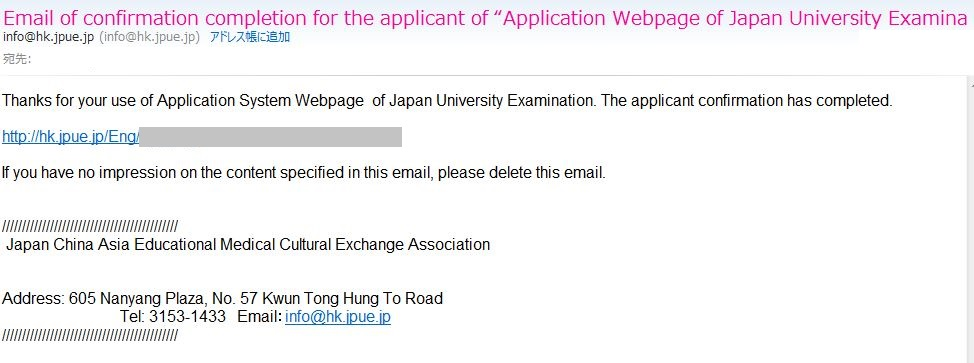 Email of confirmation completion for the applicant of “Application Webpage of Japan University Examina
info@hk.jpue.jp (info@hk.jpue.jp) アドレス帳に追加
宛先:
Thanks for your use of Application System Webpage of Japan University Examination. The applicant confirmation has completed.
http://hk.jpue.jp/Eng/
If you have no impression on the content specified in this email, please delete this email.
////////////////////////////////////////////
Japan China Asia Educational Medical Cultural Exchange Association
Address: 605 Nanyang Plaza, No. 57 Kwun Tong Hung To Road
Tel: 3153-1433 Email: info@hk.jpue.jp
////////////////////////////////////////////